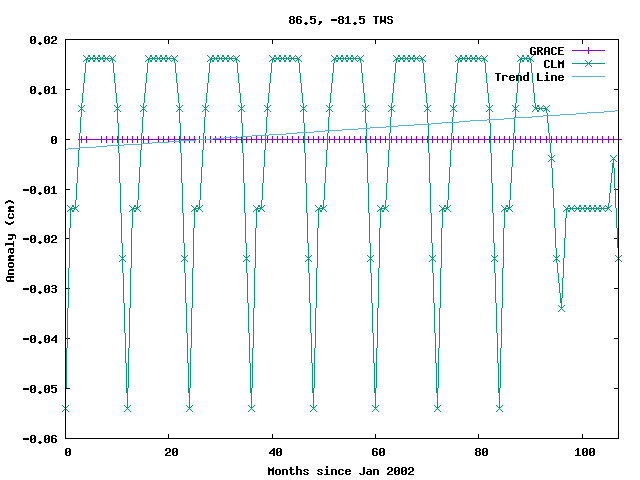 86.5, -81.5 TWS
GRACE
CLM
Trend Line
0.02
0.01
0
-0.01
-0.02
-0.03
-0.04
-0.05
-0.06
Anomaly (cm)
0 20 40 60 80 100
Months since Jan 2002